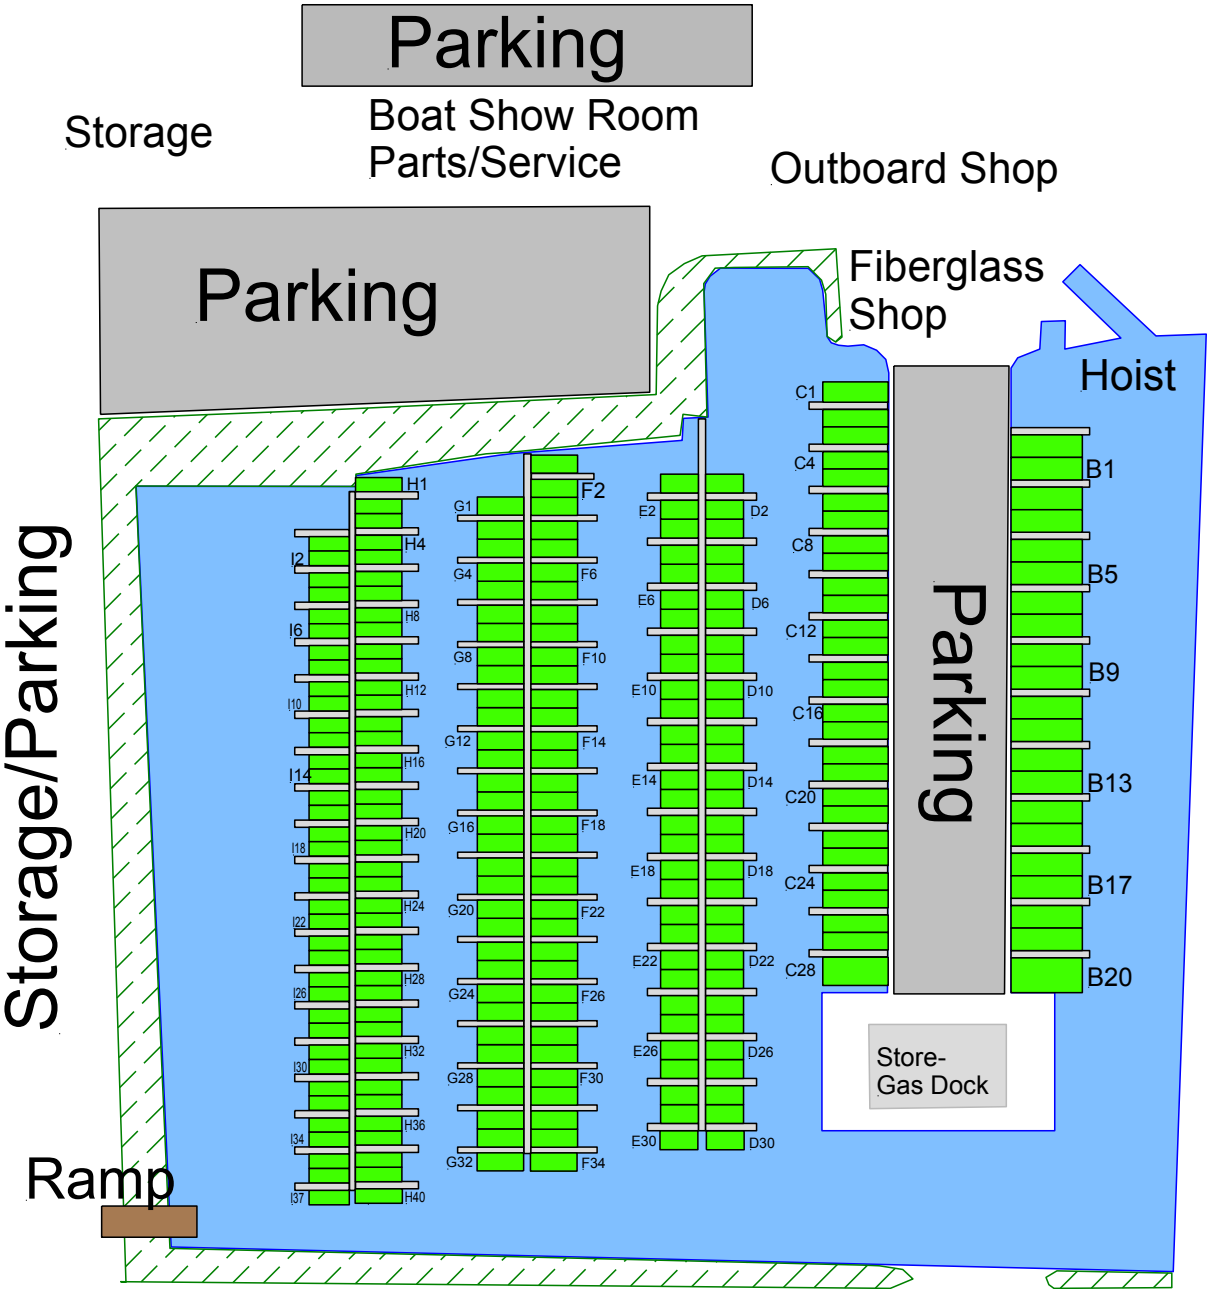 Parking
Boat Show Room
Parts/Service
Storage
Outboard Shop
Parking
Fiberglass
Shop
Hoist
Storage/Parking
Parking
Ramp
Store-
Gas Dock
I2
I6
I10
I14
I18
I22
I26
I30
I34
I37
H1
H4
H8
H12
H16
H20
H24
H28
H32
H36
H40
G1
G4
G8
G12
G16
G20
G24
G28
G32
F2
F6
F10
F14
F18
F22
F26
F30
F34
E2
E6
E10
E14
E18
E22
E26
E30
D2
D6
D10
D14
D18
D22
D26
D30
C1
C4
C8
C12
C16
C20
C24
C28
B1
B5
B9
B13
B17
B20